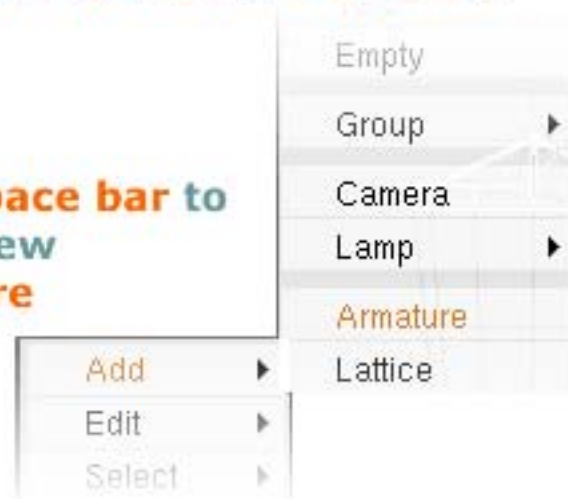 Empty
Group
Camera
Lamp
Armature
Lattice
pace bar to
ew
re
Add
Edit
Select